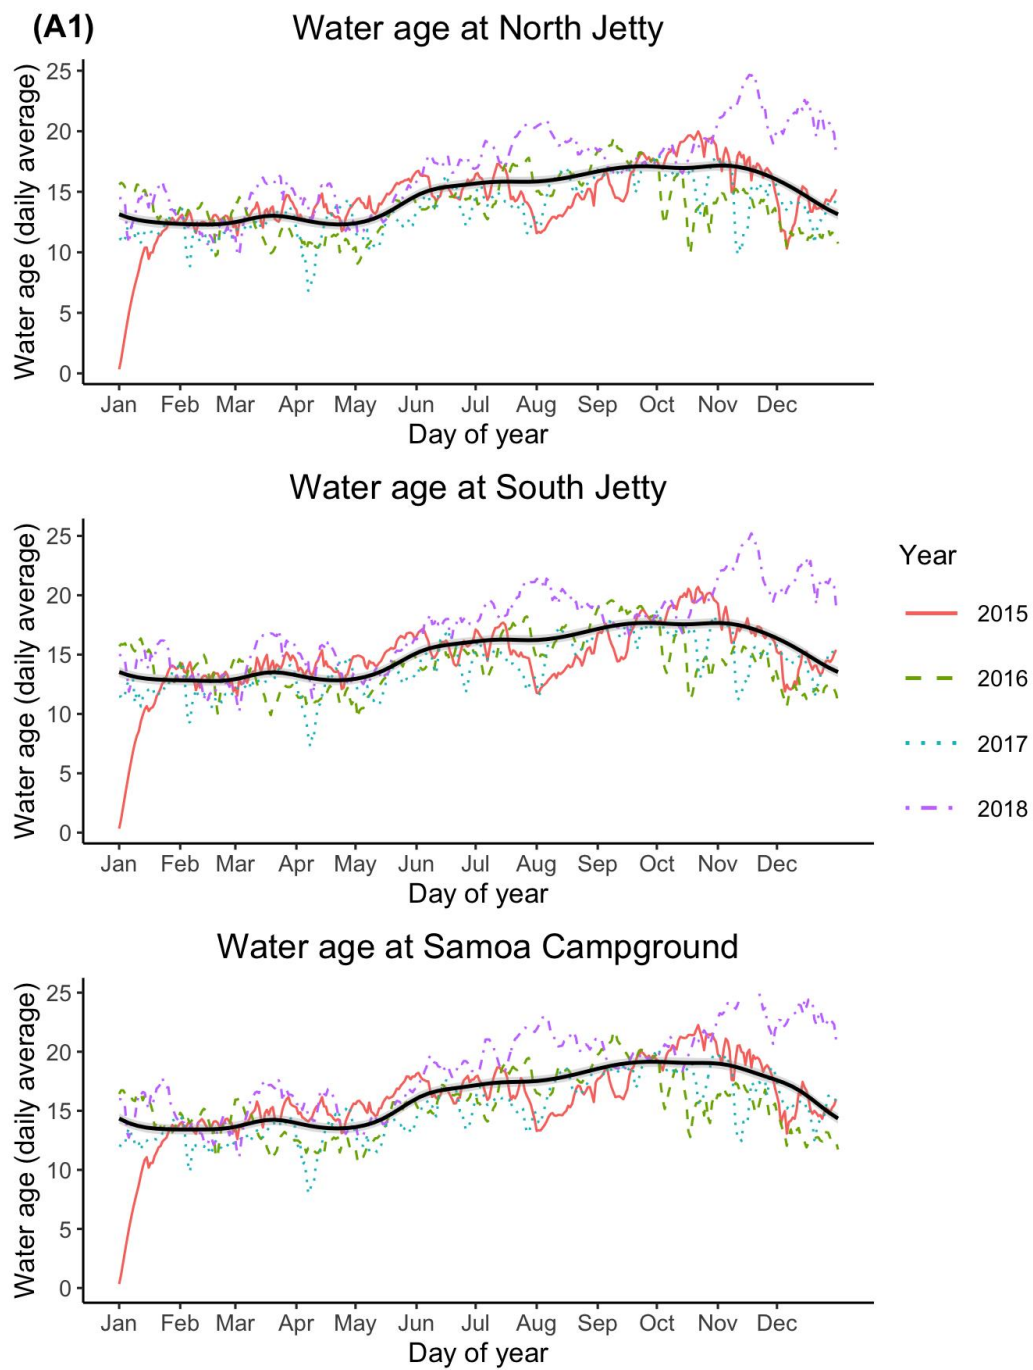 (A1)
Water age at North Jetty
Water age (daily average)
25
20
15
10
5
0
Jan Feb Mar Apr May Jun Jul Aug Sep Oct Nov Dec
Day of year
Water age at South Jetty
Water age (daily average)
25
20
15
10
5
0
Jan Feb Mar Apr May Jun Jul Aug Sep Oct Nov Dec
Day of year
Year
2015
2016
2017
2018
Water age at Samoa Campground
Water age (daily average)
25
20
15
10
5
0
Jan Feb Mar Apr May Jun Jul Aug Sep Oct Nov Dec
Day of year